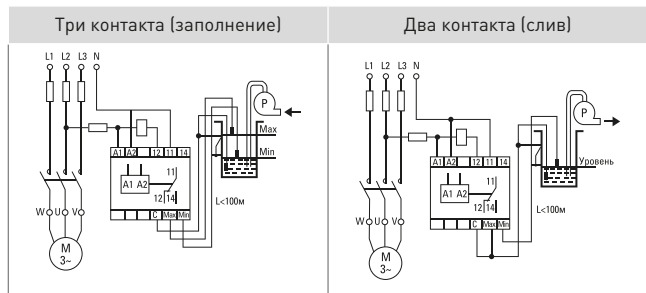 Три контакта (заполнение)
L1 L2 L3 N
P
Max
Min
A1 A2 12 11 14
11
A1 A2
12 14
C Max Min
L<100м
W U V
M
3~
Два контакта (слив)
L1 L2 L3 N
P
Уровень
A1 A2 12 11 14
11
A1 A2
12 14
C Max Min
L<100м
W U V
M
3~